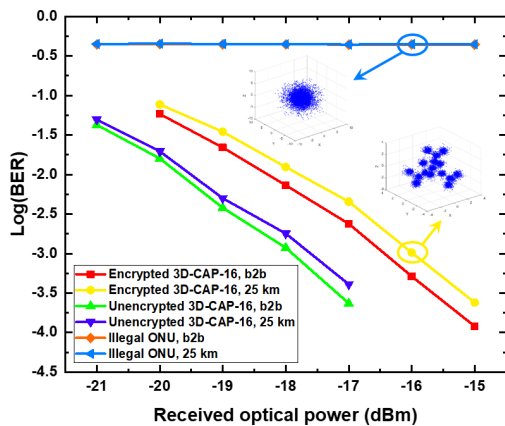 0.0
-0.5
-1.0
-1.5
-2.0
-2.5
-3.0
-3.5
-4.0
-4.5
Log(BER)
Encrypted 3D-CAP-16, b2b
Encrypted 3D-CAP-16, 25 km
Unencrypted 3D-CAP-16, b2b
Unencrypted 3D-CAP-16, 25 km
Illegal ONU, b2b
Illegal ONU, 25 km
-21 -20 -19 -18 -17 -16 -15
Received optical power (dBm)